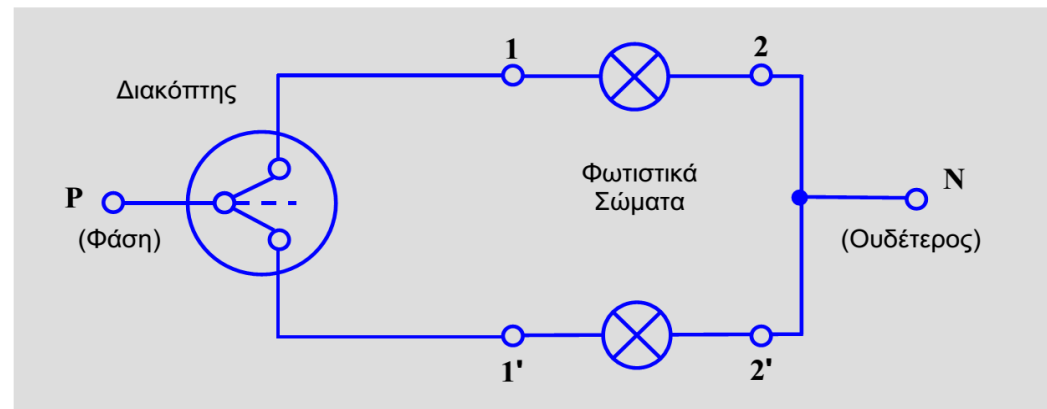 1
2
Διακόπτης
P
(Φάση)
Φωτιστικά
Σώματα
N
(Ουδέτερος)
1'
2'